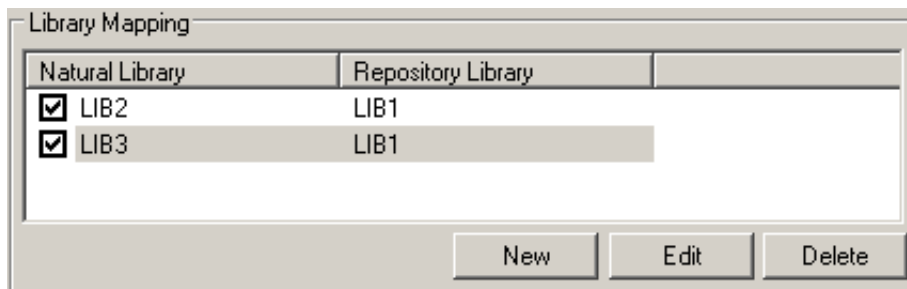 Library Mapping
Natural Library Repository Library
LIB2 LIB1
LIB3 LIB1
New Edit Delete